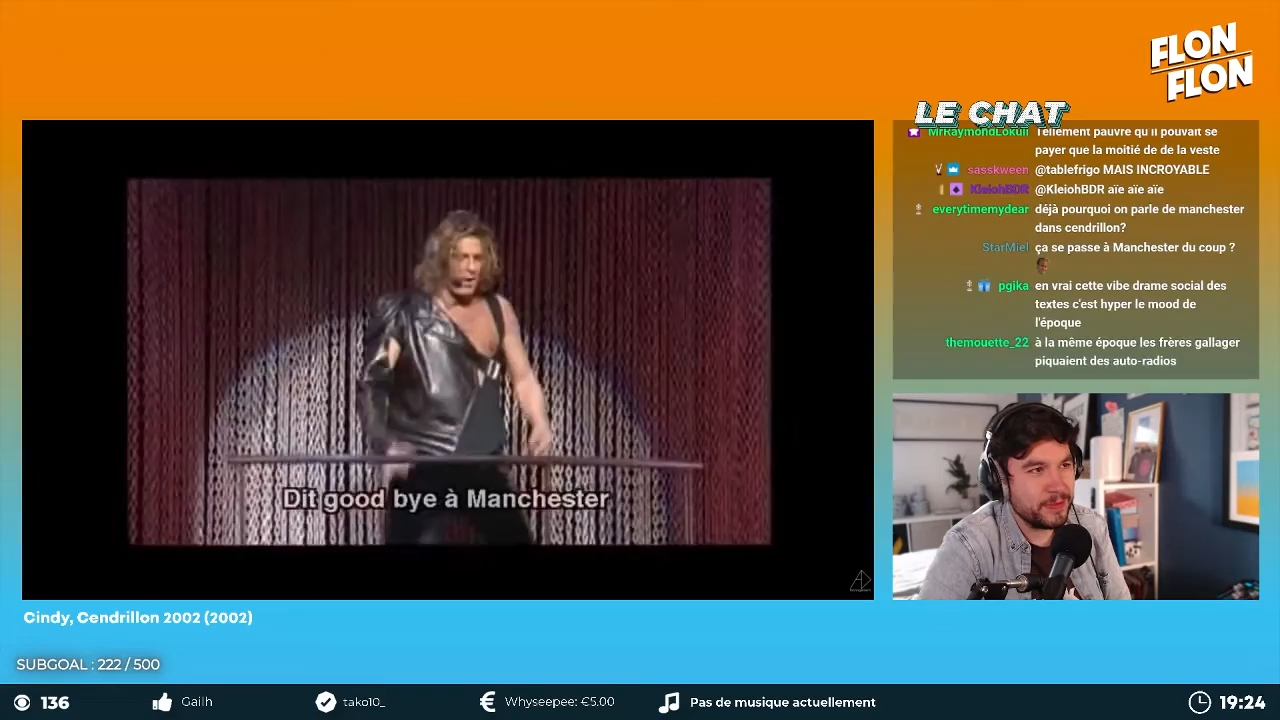 FLON
FLON
LE CHAT
MrRaymondLokull Tellement pauvre qu'il pouvait se
payer que la moitié de de la veste
sasskween @tablefrigo MAIS INCROYABLE
KleiohBDR @KleiohBDR aïe aïe aïe
everytimemydear déjà pourquoi on parle de manchester
dans cendrillon?
StarMiel ça se passe à Manchester du coup ?
pgika en vrai cette vibe drame social des
textes c'est hyper le mood de
l'époque
themouette_22 à la même époque les frères gallager
piquaient des auto-radios
Dit good bye à Manchester
Cindy, Cendrillon 2002 (2002)
SUBGOAL : 222 / 500
136
Gailh
tako10_
Whyseepee: €5.00
Pas de musique actuellement
19:24